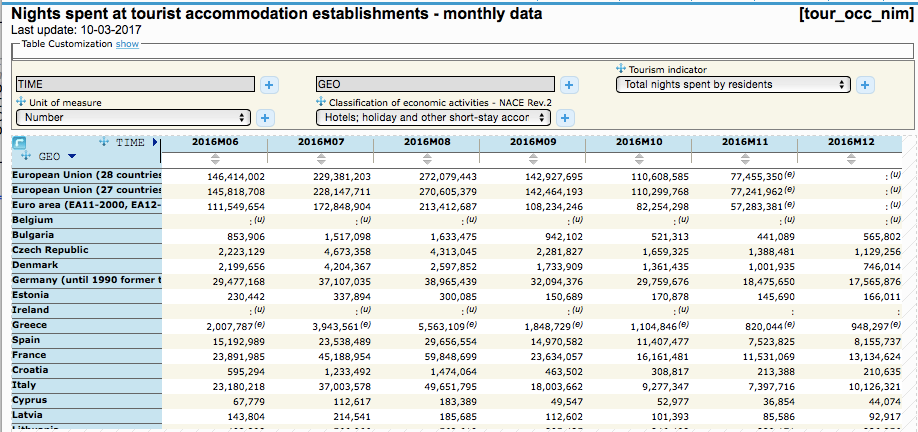 Nights spent at tourist accommodation establishments - monthly data [tour_occ_nim]
Last update: 10-03-2017
Table Customization show
Tourism indicator
TIME + GEO + Total nights spent by residents +
Unit of measure Classification of economic activities - NACE Rev.2
Number + Hotels; holiday and other short-stay accor +
TIME 2016M06 2016M07 2016M08 2016M09 2016M10 2016M11 2016M12
GEO
European Union (28 countries 146,414,002 229,381,203 272,079,443 142,927,695 110,608,585 77,455,350(e) :(u)
European Union (27 countries 145,818,708 228,147,711 270,605,379 142,464,193 110,299,768 77,241,962(e) :(u)
Euro area (EA11-2000, EA12- 111,549,654 172,848,904 213,412,687 108,234,246 82,254,298 57,283,381(e) :(u)
Belgium :(u) :(u) :(u) :(u) :(u) :(u) :(u)
Bulgaria 853,906 1,517,098 1,633,475 942,102 521,313 441,089 565,802
Czech Republic 2,223,129 4,673,358 4,313,045 2,281,827 1,659,325 1,388,481 1,129,256
Denmark 2,199,656 4,204,367 2,597,852 1,733,909 1,361,435 1,001,935 746,014
Germany (until 1990 former t 29,477,168 37,107,035 38,965,439 32,094,376 29,759,676 18,475,650 17,565,876
Estonia 230,442 337,894 300,085 150,689 170,878 145,690 166,011
Ireland :(u) :(u) :(u) :(u) :(u) : :
Greece 2,007,787(e) 3,943,561(e) 5,563,109(e) 1,848,729(e) 1,104,846(e) 820,044(e) 948,297(e)
Spain 15,192,989 23,538,489 29,656,554 14,970,582 11,407,477 7,523,825 8,155,737
France 23,891,985 45,188,954 59,848,699 23,634,057 16,161,481 11,531,069 13,134,624
Croatia 595,294 1,233,492 1,474,064 463,502 308,817 213,388 210,635
Italy 23,180,218 37,003,578 49,651,795 18,003,662 9,277,347 7,397,716 10,126,321
Cyprus 67,779 112,617 183,389 49,547 52,977 36,854 44,074
Latvia 143,804 214,541 185,685 112,602 101,393 85,586 92,917